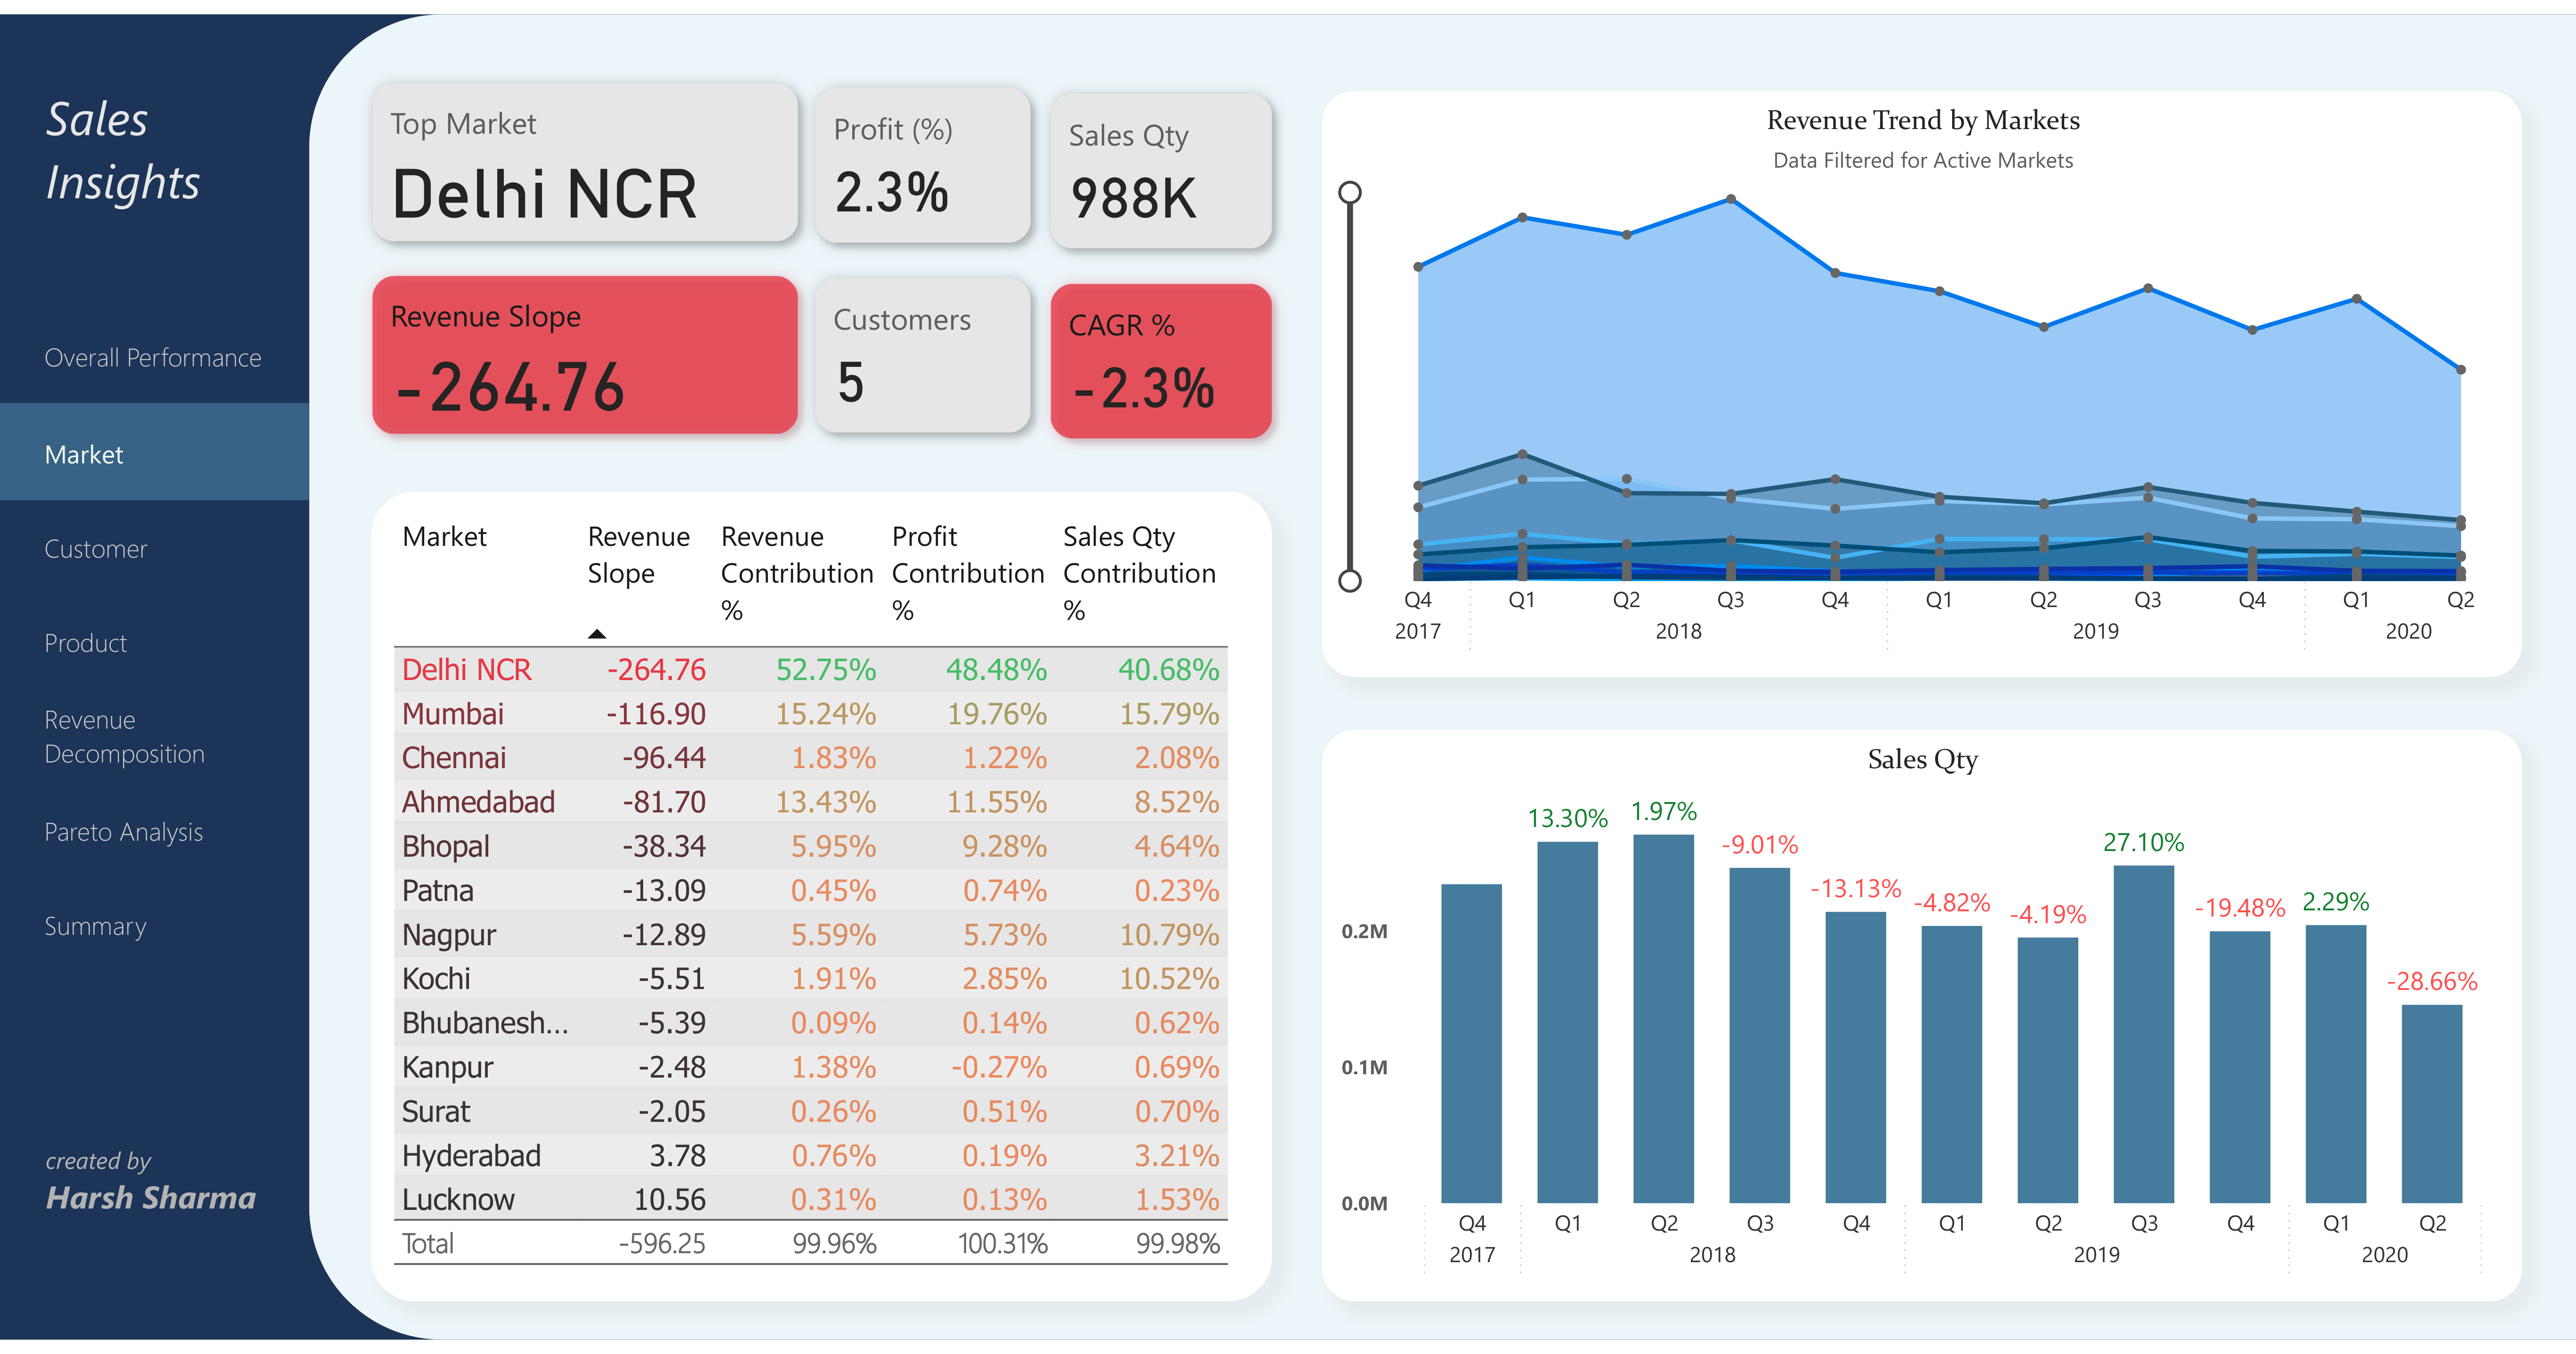 Sales
Insights
Overall Performance
Market
Customer
Product
Revenue
Decomposition
Pareto Analysis
Summary
created by
Harsh Sharma
Top Market
Delhi NCR
Profit (%)
2.3%
Sales Qty
988K
Revenue Slope
-264.76
Customers
5
CAGR %
-2.3%
Market Revenue Slope Revenue Contribution % Profit Contribution % Sales Qty Contribution %
Delhi NCR -264.76 52.75% 48.48% 40.68%
Mumbai -116.90 15.24% 19.76% 15.79%
Chennai -96.44 1.83% 1.22% 2.08%
Ahmedabad -81.70 13.43% 11.55% 8.52%
Bhopal -38.34 5.95% 9.28% 4.64%
Patna -13.09 0.45% 0.74% 0.23%
Nagpur -12.89 5.59% 5.73% 10.79%
Kochi -5.51 1.91% 2.85% 10.52%
Bhubanesh... -5.39 0.09% 0.14% 0.62%
Kanpur -2.48 1.38% -0.27% 0.69%
Surat -2.05 0.26% 0.51% 0.70%
Hyderabad 3.78 0.76% 0.19% 3.21%
Lucknow 10.56 0.31% 0.13% 1.53%
Total -596.25 99.96% 100.31% 99.98%
Revenue Trend by Markets
Data Filtered for Active Markets
Q4 Q1 Q2 Q3 Q4 Q1 Q2 Q3 Q4 Q1 Q2
2017 2018 2019 2020
Sales Qty
13.30% 1.97% -9.01% -13.13% -4.82% -4.19% 27.10% -19.48% 2.29% -28.66%
0.2M
0.1M
0.0M
Q4 Q1 Q2 Q3 Q4 Q1 Q2 Q3 Q4 Q1 Q2
2017 2018 2019 2020